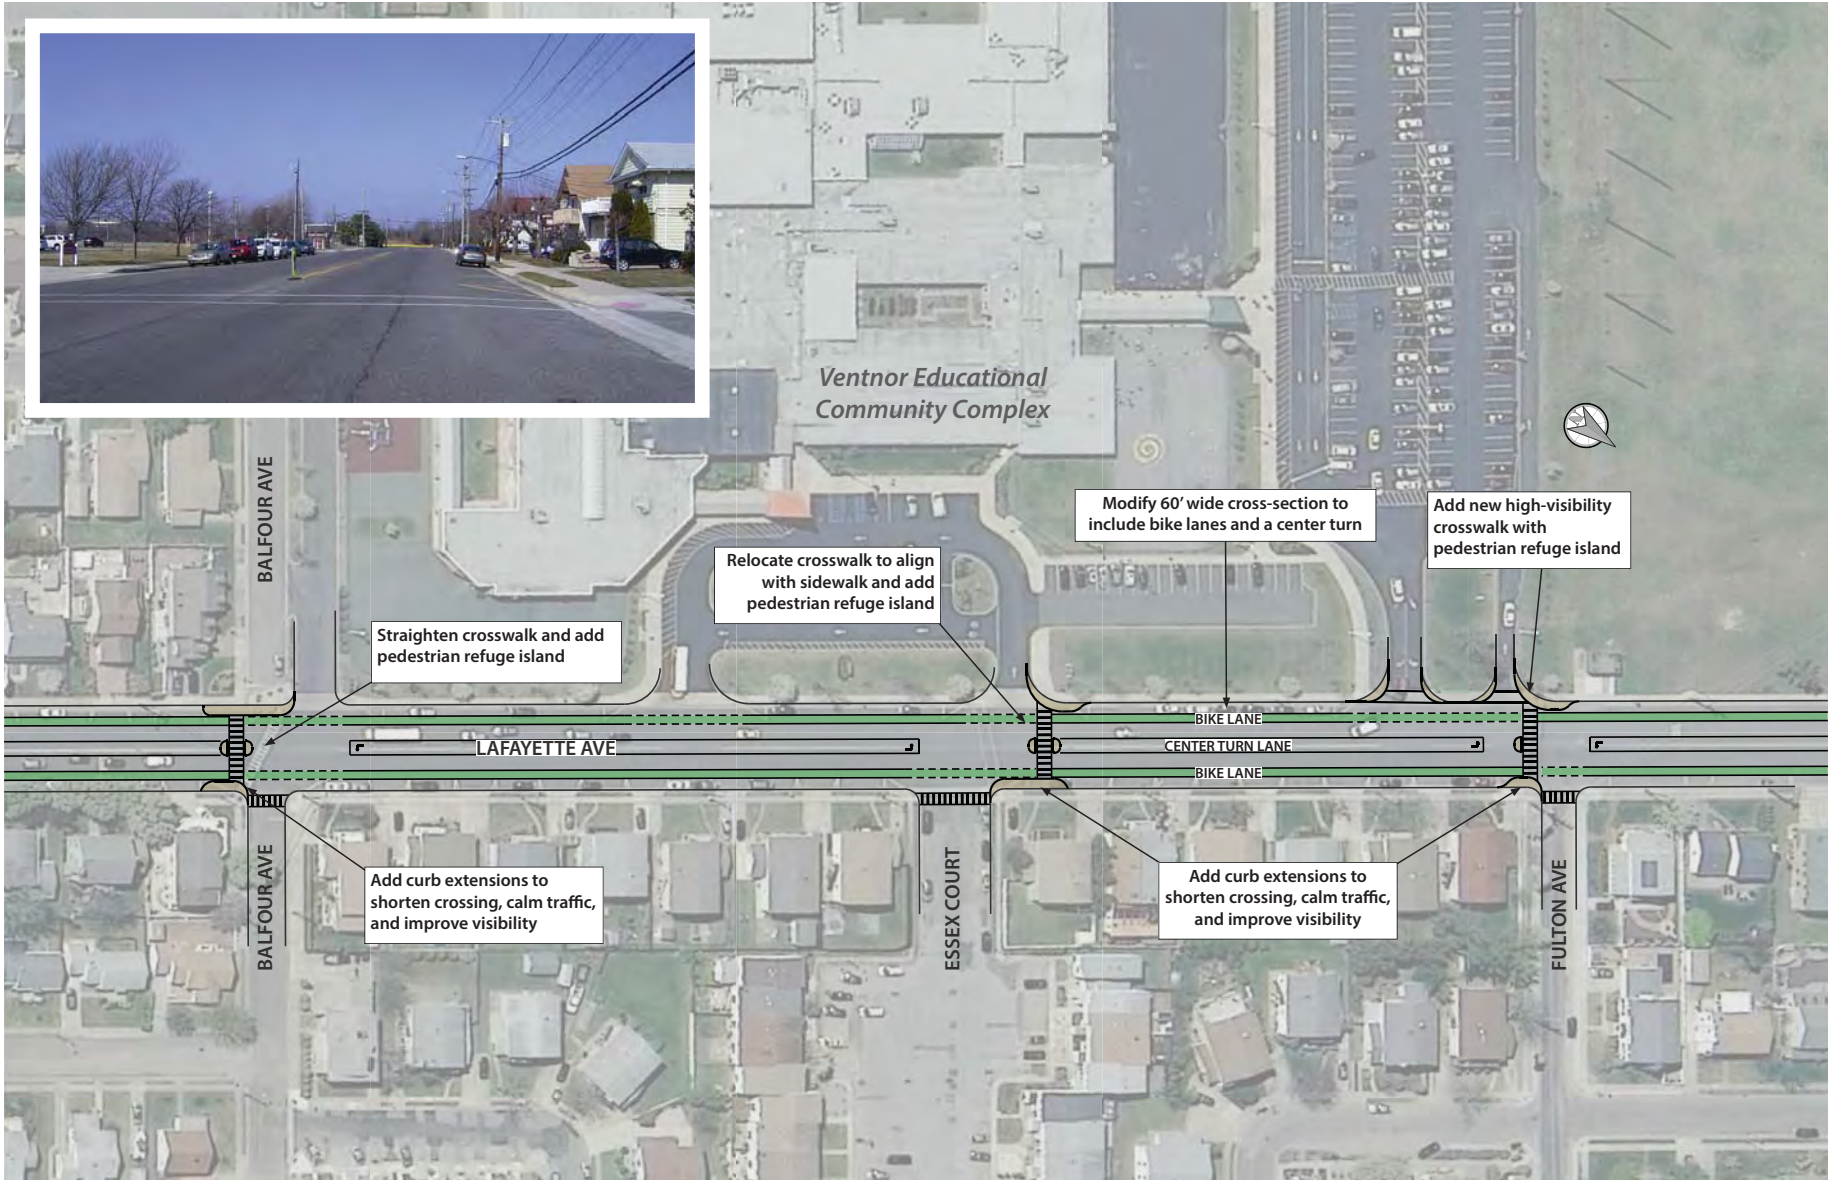 Ventnor Educational
Community Complex
BALFOUR AVE
Modify 60' wide cross-section to
include bike lanes and a center turn
Add new high-visibility
crosswalk with
pedestrian refuge island
Relocate crosswalk to align
with sidewalk and add
pedestrian refuge island
Straighten crosswalk and add
pedestrian refuge island
BIKE LANE
LAFAYETTE AVE
CENTER TURN LANE
BIKE LANE
Add curb extensions to
shorten crossing, calm traffic,
and improve visibility
Add curb extensions to
shorten crossing, calm traffic,
and improve visibility
BALFOUR AVE
ESSEX COURT
FULTON AVE